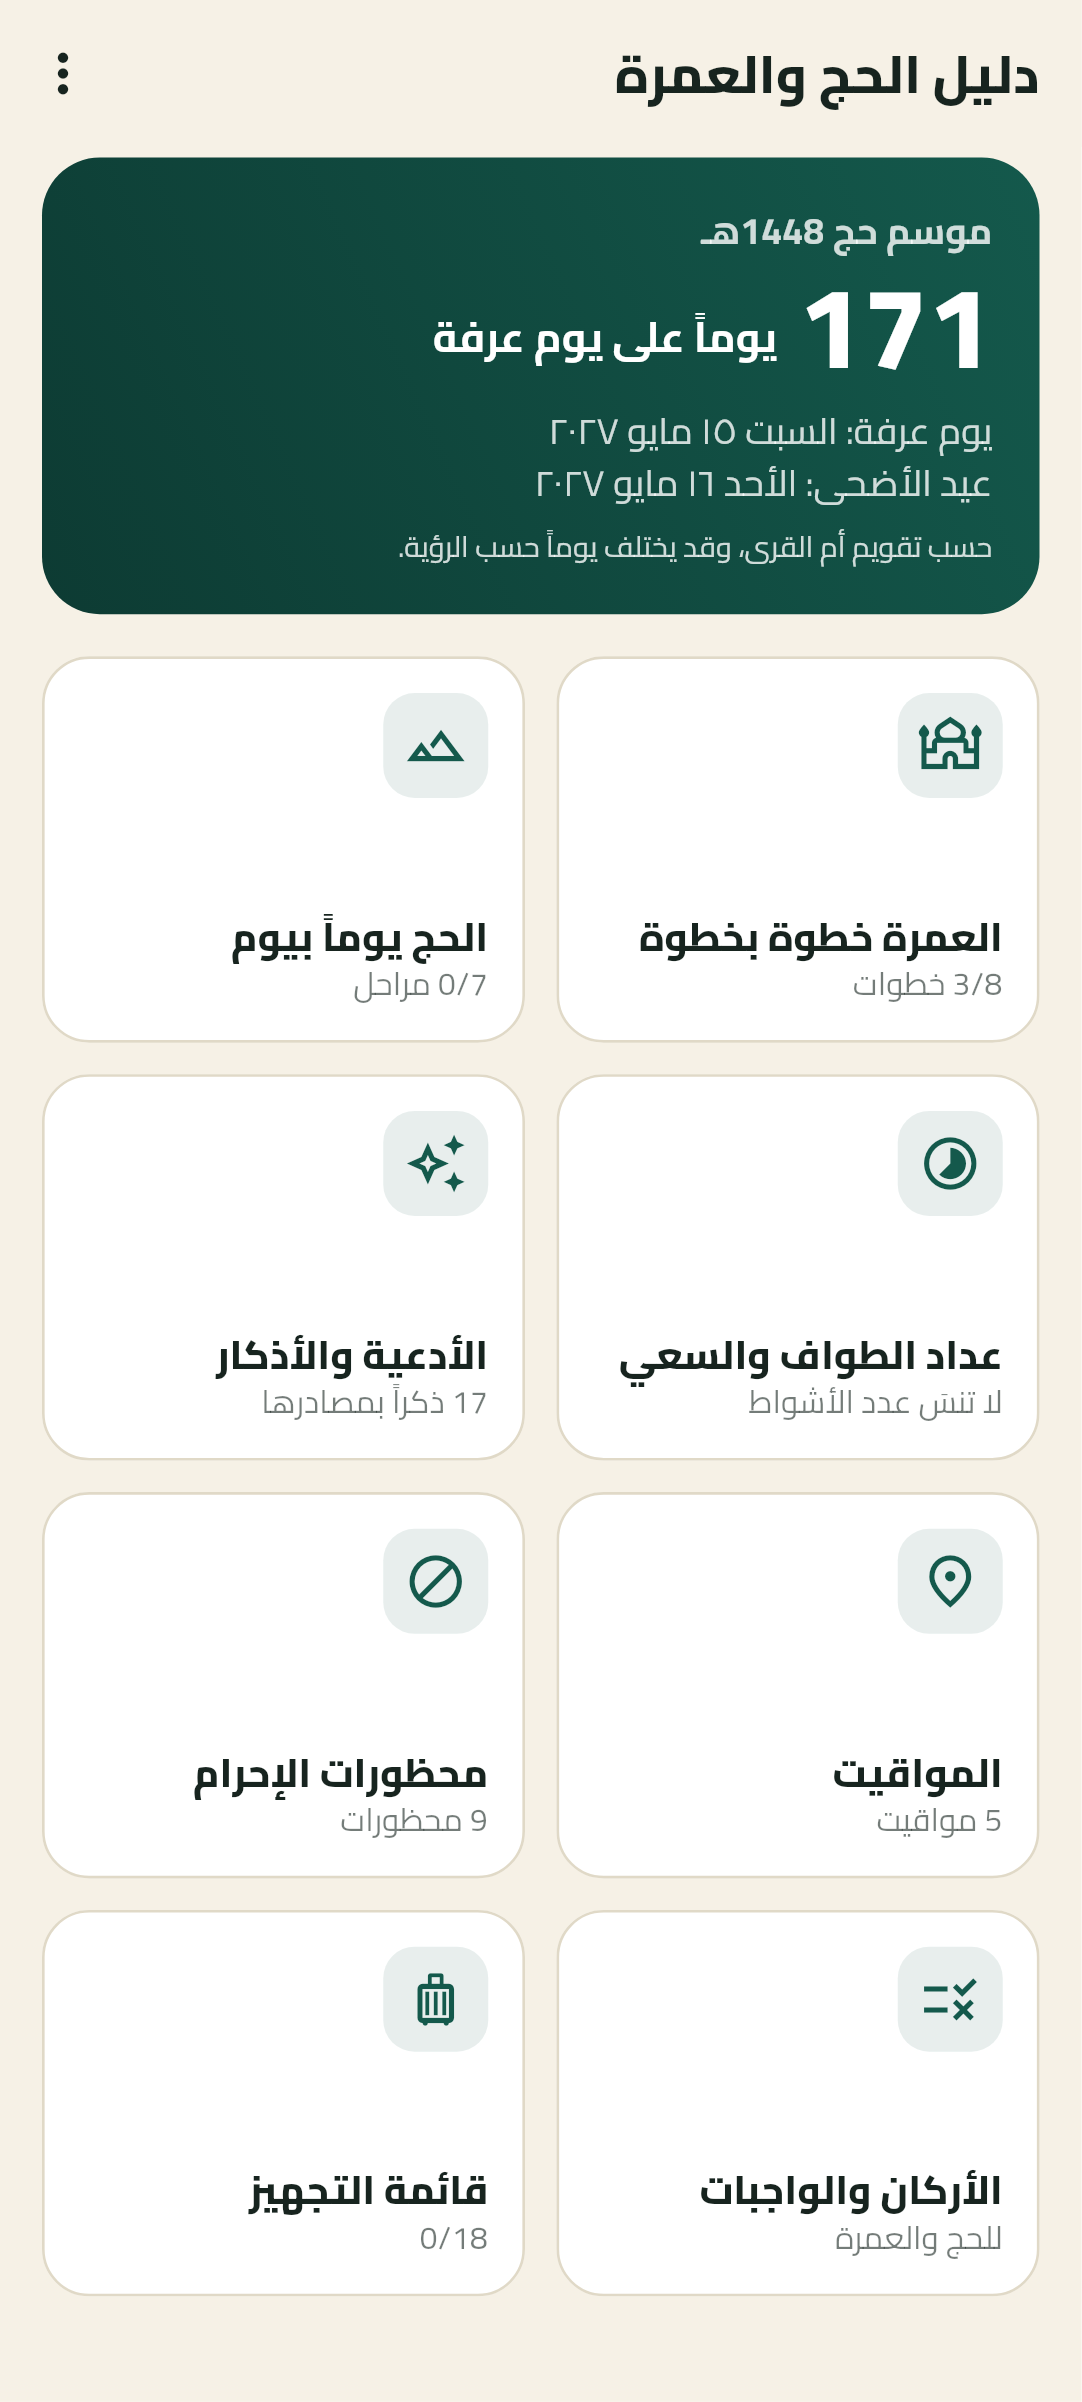 دليل الحج والعمرة
موسم حج 1448هـ
171 يوماً على يوم عرفة
يوم عرفة: السبت ١٥ مايو ٢٠٢٧
عيد الأضحى: الأحد ١٦ مايو ٢٠٢٧
حسب تقويم أم القرى، وقد يختلف يوماً حسب الرؤية.
العمرة خطوة بخطوة
3/8 خطوات
الحج يوماً بيوم
0/7 مراحل
عداد الطواف والسعي
لا تنسَ عدد الأشواط
الأدعية والأذكار
17 ذكراً بمصادرها
المواقيت
5 مواقيت
محظورات الإحرام
9 محظورات
الأركان والواجبات
للحج والعمرة
قائمة التجهيز
0/18